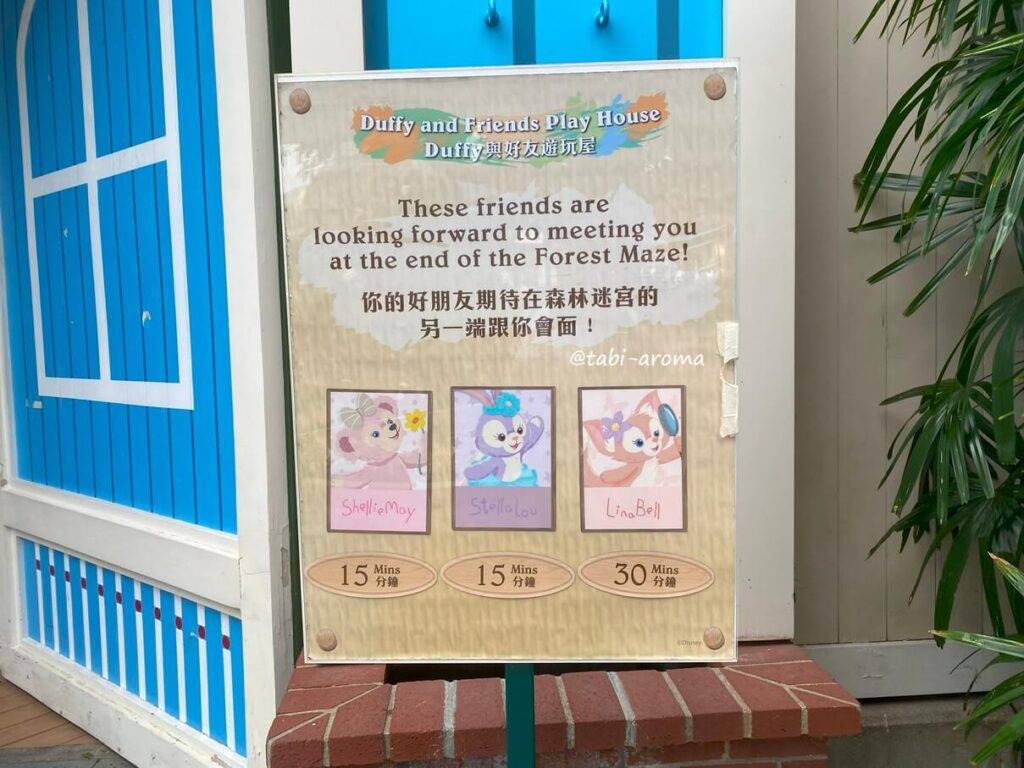 Duffy and Friends Play House
Duffy與好友遊玩屋
These friends are
looking forward to meeting you
at the end of the Forest Maze!
你的好朋友期待在森林迷宮的
另一端跟你會面！
@tabi-aroma
ShellieMay
StellaLou
LinaBell
15 Mins 分鐘
15 Mins 分鐘
30 Mins 分鐘
©Disney